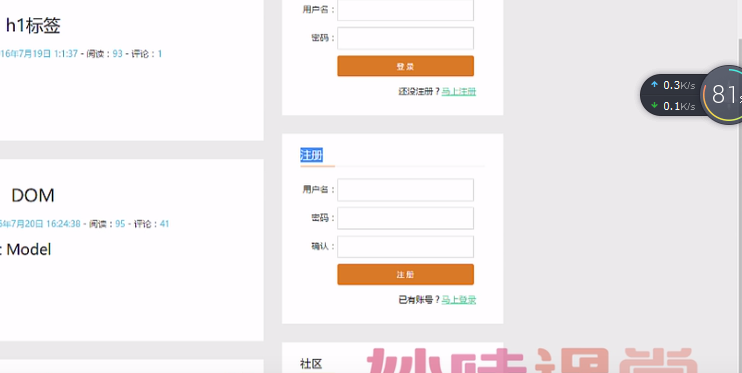 h1标签
16年7月19日 1:1:37 - 阅读：93 - 评论：1
DOM
6年7月20日 16:24:38 - 阅读：95 - 评论：41
: Model
用户名：
密码：
登 录
还没注册？马上注册
注册
用户名：
密码：
确认：
注 册
已有账号？马上登录
社区
妙味课堂
0.3K/s
0.1K/s
81